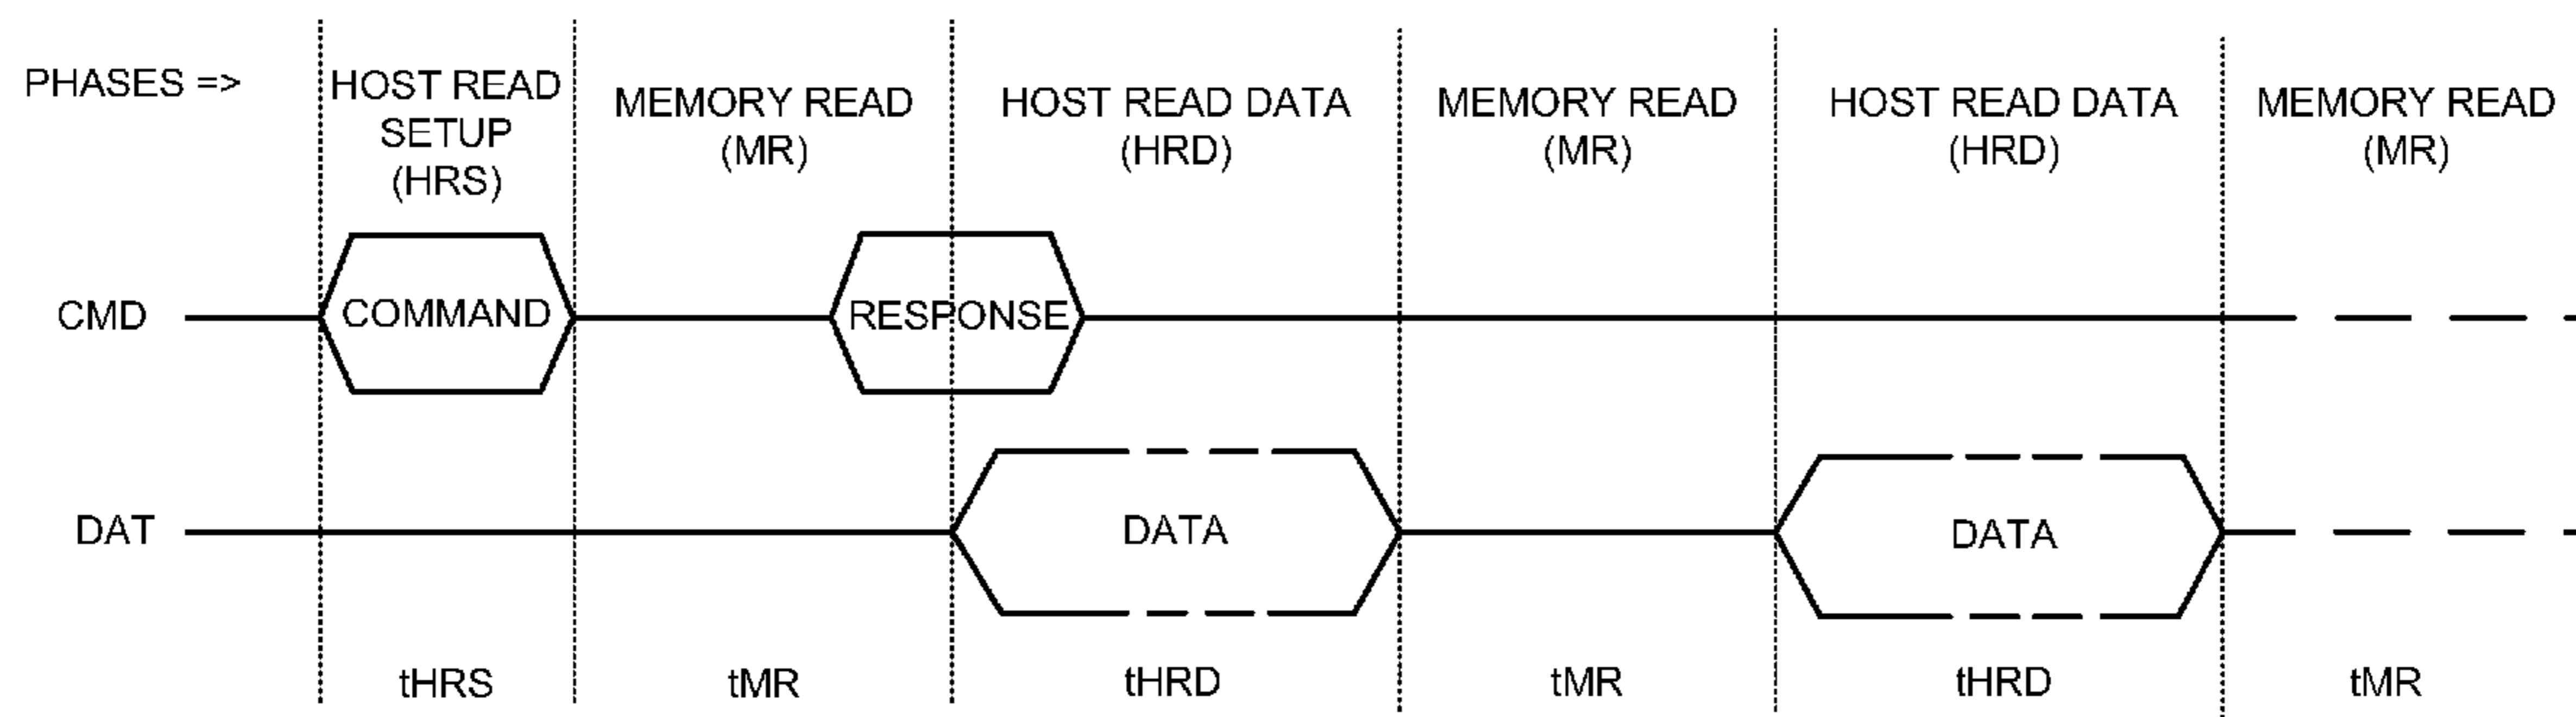 PHASES =>
HOST READ
SETUP
(HRS)
MEMORY READ
(MR)
HOST READ DATA
(HRD)
MEMORY READ
(MR)
HOST READ DATA
(HRD)
MEMORY READ
(MR)
CMD
COMMAND
RESPONSE
DAT
DATA
DATA
tHRS
tMR
tHRD
tMR
tHRD
tMR